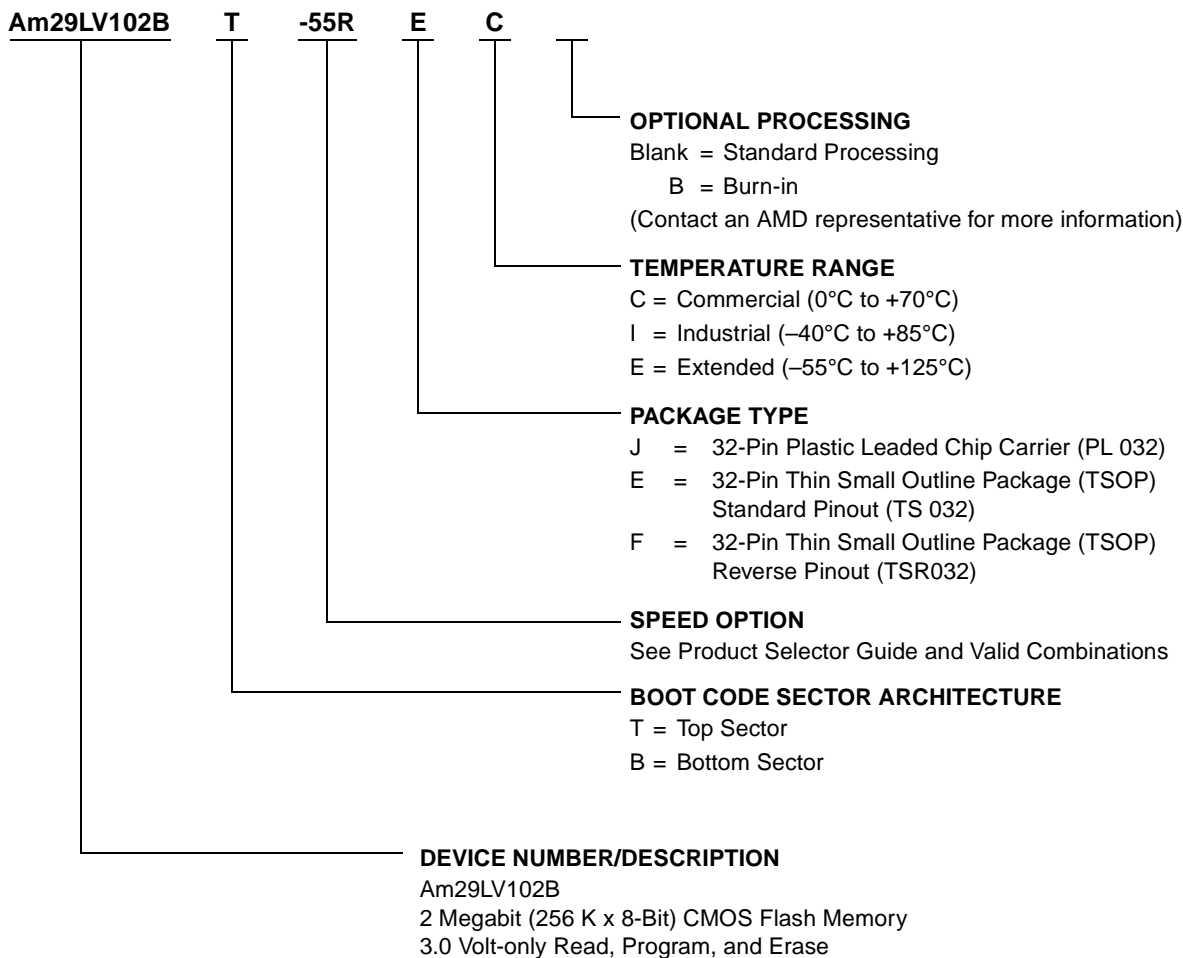 Am29LV102B T -55R E C
OPTIONAL PROCESSING
Blank = Standard Processing
B = Burn-in
(Contact an AMD representative for more information)
TEMPERATURE RANGE
C = Commercial (0°C to +70°C)
I = Industrial (–40°C to +85°C)
E = Extended (–55°C to +125°C)
PACKAGE TYPE
J = 32-Pin Plastic Leaded Chip Carrier (PL 032)
E = 32-Pin Thin Small Outline Package (TSOP)
Standard Pinout (TS 032)
F = 32-Pin Thin Small Outline Package (TSOP)
Reverse Pinout (TSR032)
SPEED OPTION
See Product Selector Guide and Valid Combinations
BOOT CODE SECTOR ARCHITECTURE
T = Top Sector
B = Bottom Sector
DEVICE NUMBER/DESCRIPTION
Am29LV102B
2 Megabit (256 K x 8-Bit) CMOS Flash Memory
3.0 Volt-only Read, Program, and Erase